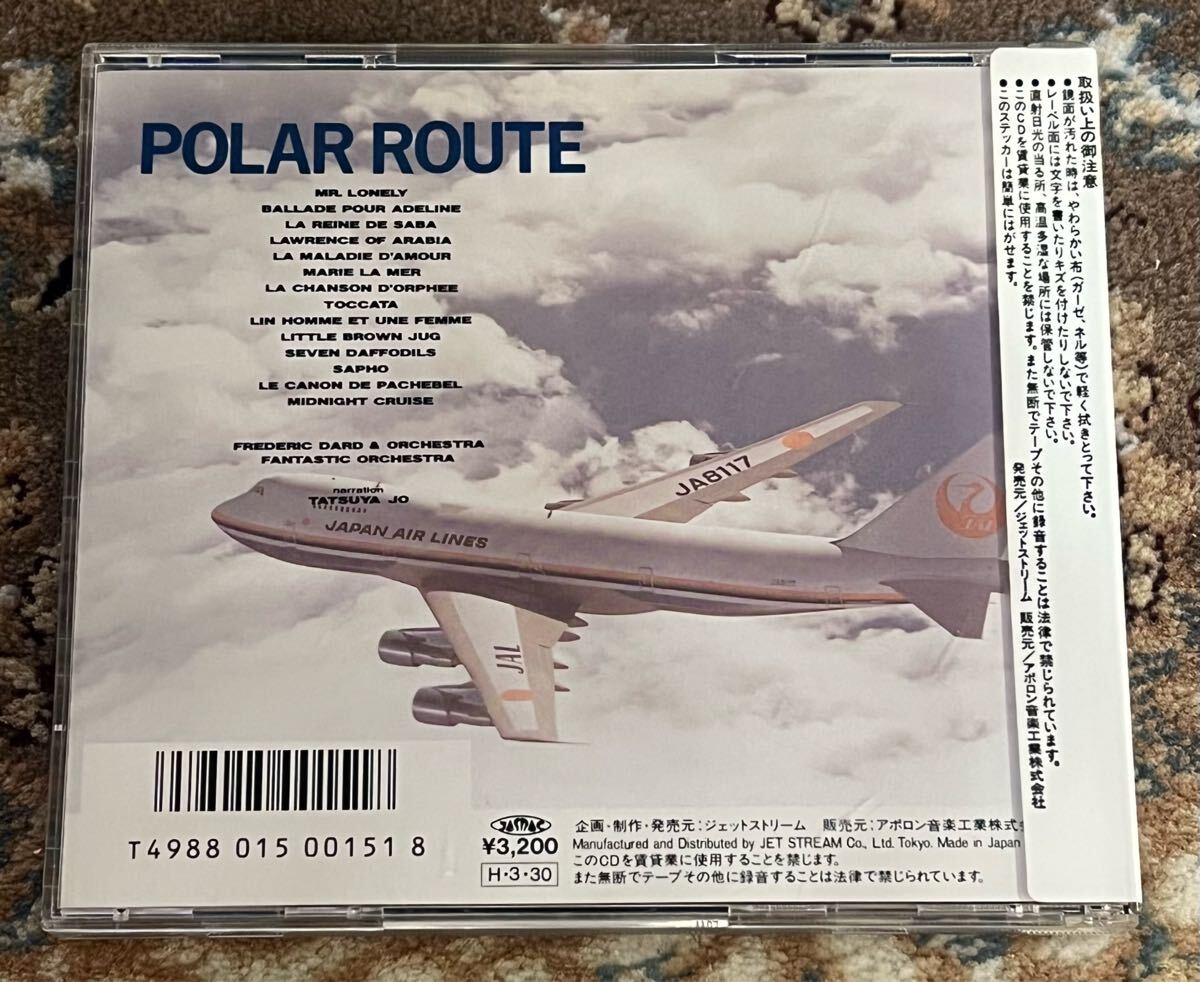 POLAR ROUTE
MR. LONELY
BALLADE POUR ADELINE
LA REINE DE SABA
LAWRENCE OF ARABIA
LA MALADIE D'AMOUR
MARIE LA MER
LA CHANSON D'ORPHEE
TOCCATA
LIN HOMME ET UNE FEMME
LITTLE BROWN JUG
SEVEN DAFFODILS
SAPHO
LE CANON DE PACHEBEL
MIDNIGHT CRUISE
FREDERIC DARD & ORCHESTRA
FANTASTIC ORCHESTRA
narration
TATSUYA JO
JAPAN AIR LINES
JA8117
JAL
JAL
T4988 015 00151 8
¥3,200
H・3・30
企画・制作・発売元:ジェットストリーム 販売元:アポロン音楽工業株式
Manufactured and Distributed by JET STREAM Co., Ltd. Tokyo. Made in Japan
このCDを賃貸業に使用することを禁じます。
また無断でテープその他に録音することは法律で禁じられています。
取扱い上の御注意
●鏡面が汚れた時は、やわらかい布(ガーゼ、ネル等)で軽く拭きとって下さい。
●レーベル面には文字を書いたりキズを付けたりしないで下さい。
●直射日光の当る所、高温多湿な場所には保管しないで下さい。
●このCDを賃貸業に使用することを禁じます。また無断でテープその他に録音することは法律で禁じられています。
●このステッカーは簡単にはがせます。
発売元/ジェットストリーム 販売元/アポロン音楽工業株式会社